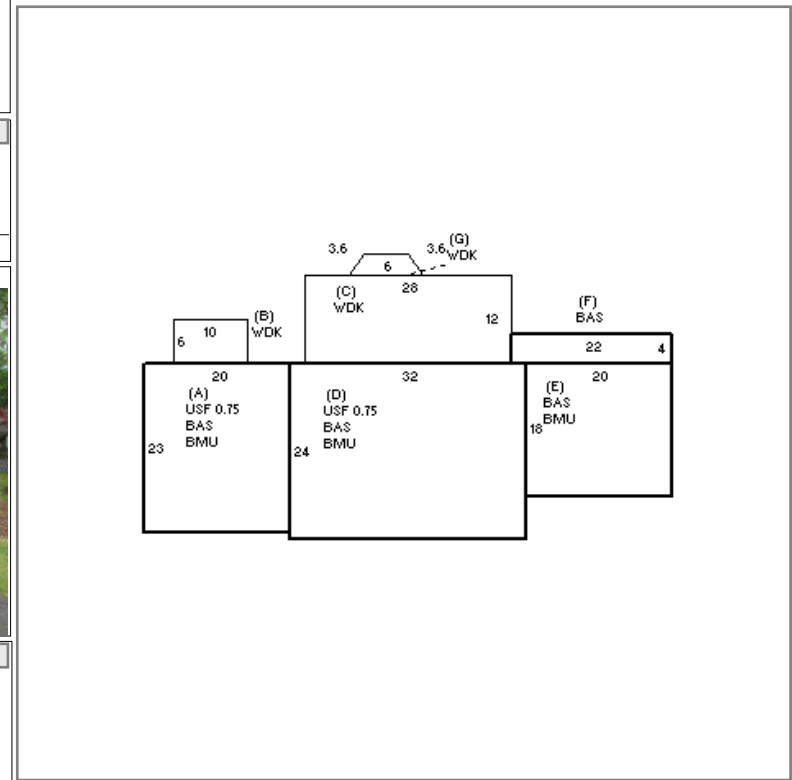 3.6
3.6
(G)
WDK
6
28
(C)
WDK
12
(B)
WDK
10
6
(F)
BAS
22
4
20
(A)
USF 0.75
BAS
BMU
23
32
(D)
USF 0.75
BAS
BMU
24
20
(E)
BAS
BMU
18